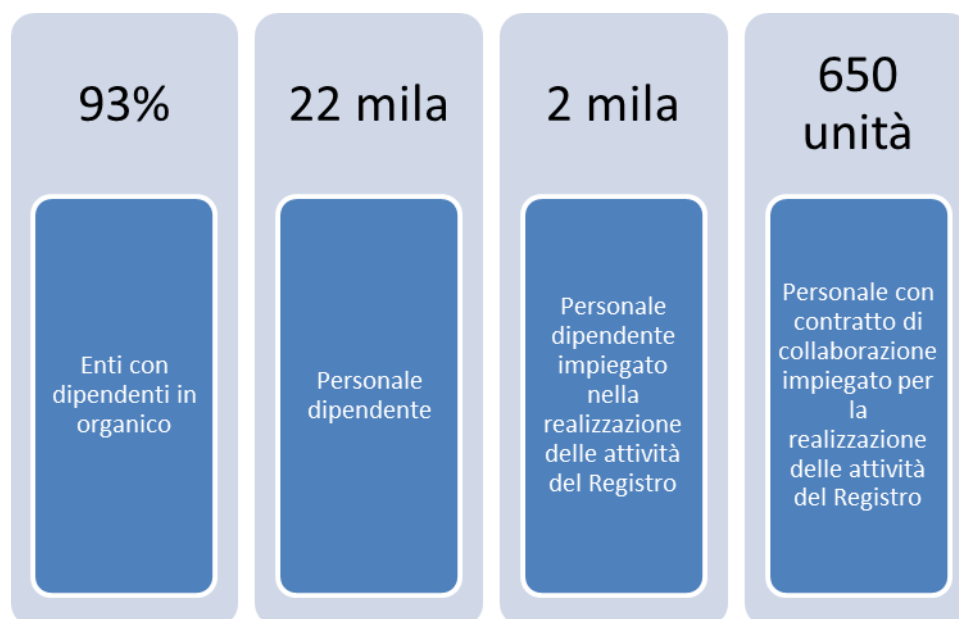 93%
Enti con
dipendenti in
organico
22 mila
Personale
dipendente
2 mila
Personale
dipendente
impiegato
nella
realizzazione
delle attività
del Registro
650
unità
Personale con
contratto di
collaborazione
impiegato per
la
realizzazione
delle attività
del Registro